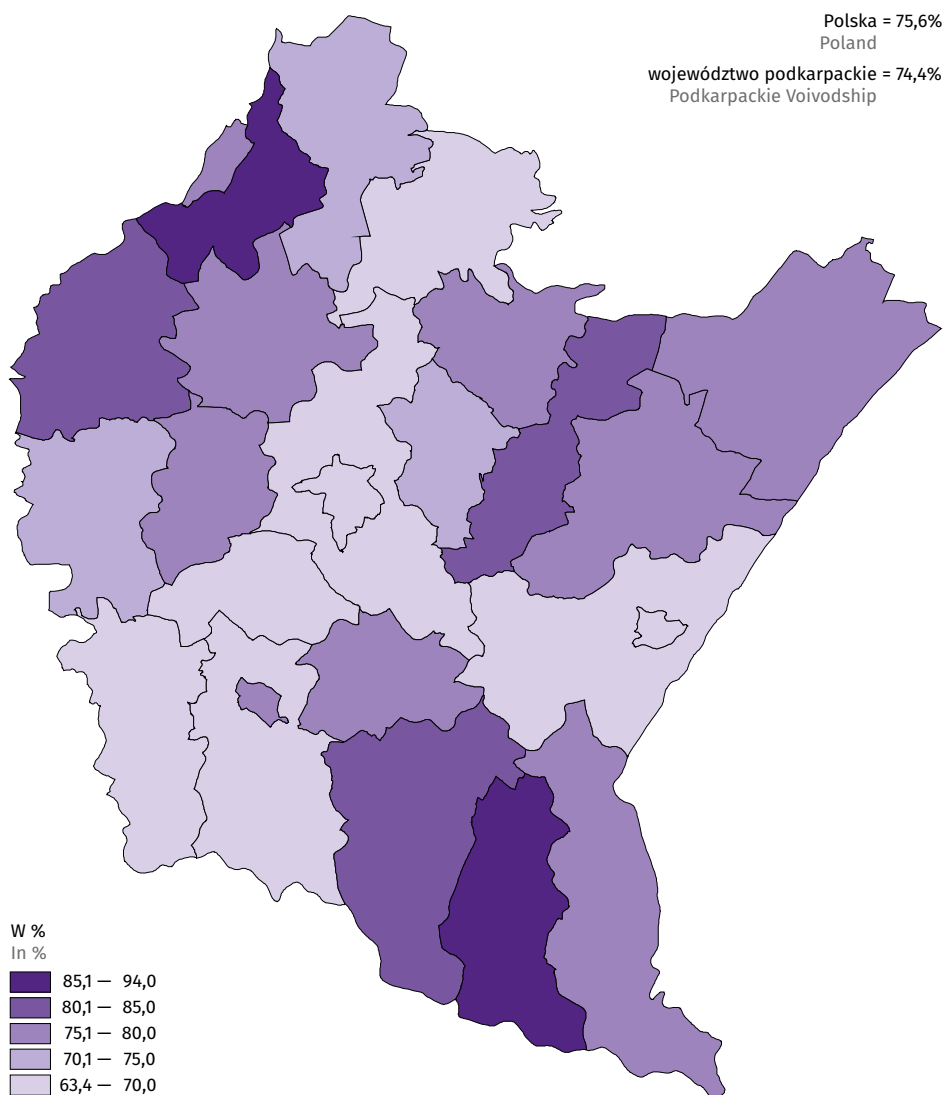 Polska = 75,6%
Poland
województwo podkarpackie = 74,4%
Podkarpackie Voivodship
W %
In %
85,1 — 94,0
80,1 — 85,0
75,1 — 80,0
70,1 — 75,0
63,4 — 70,0